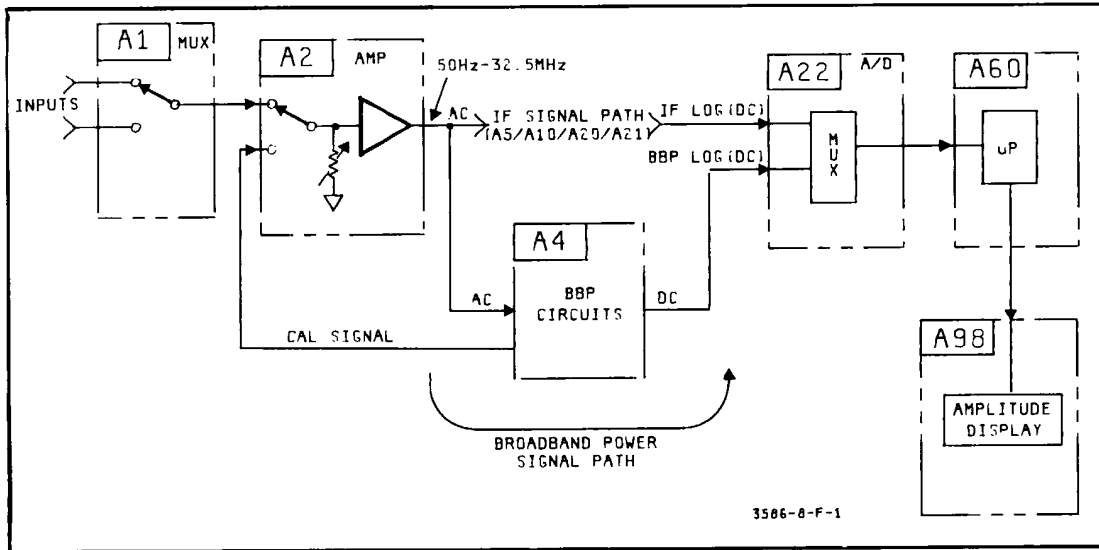 A1 MUX
A2 AMP
50Hz-32.5MHz
A22 A/D
A60
INPUTS
AC
IF SIGNAL PATH
(A5/A10/A20/A21)
IF LOG(DC)
BBP LOG(DC)
MUX
uP
A4
BBP
CIRCUITS
AC
DC
CAL SIGNAL
A98
AMPLITUDE
DISPLAY
BROADBAND POWER
SIGNAL PATH
3586-8-F-1